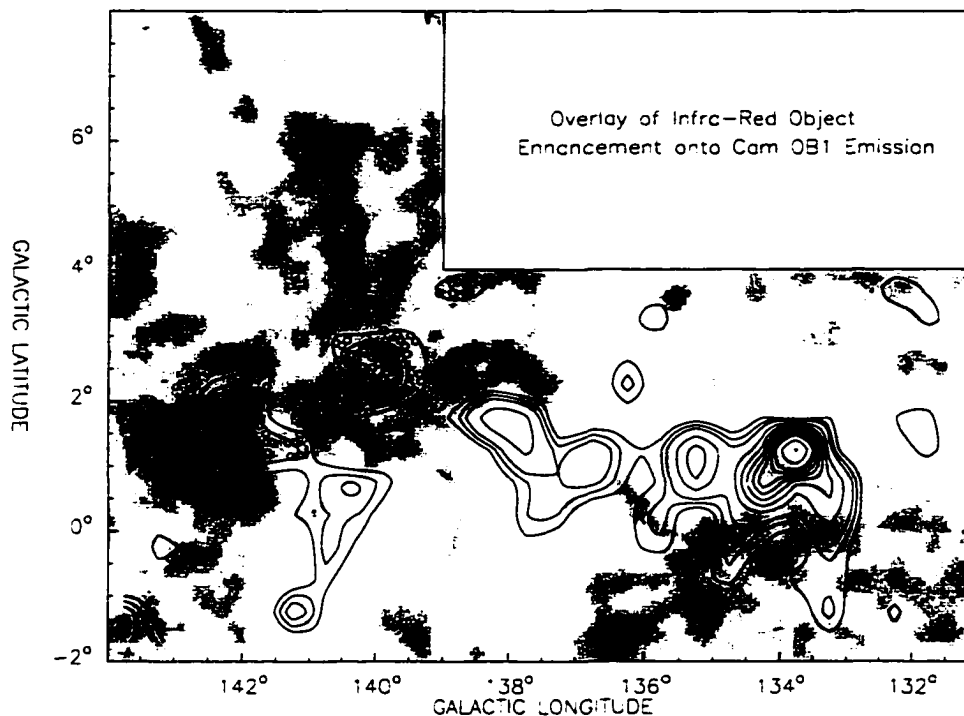 Overlay of Infra-Red Object
Enhancement onto Cam OB1 Emission
6°
4°
2°
0°
-2°
GALACTIC LATITUDE
142° 140° 138° 136° 134° 132°
GALACTIC LONGITUDE